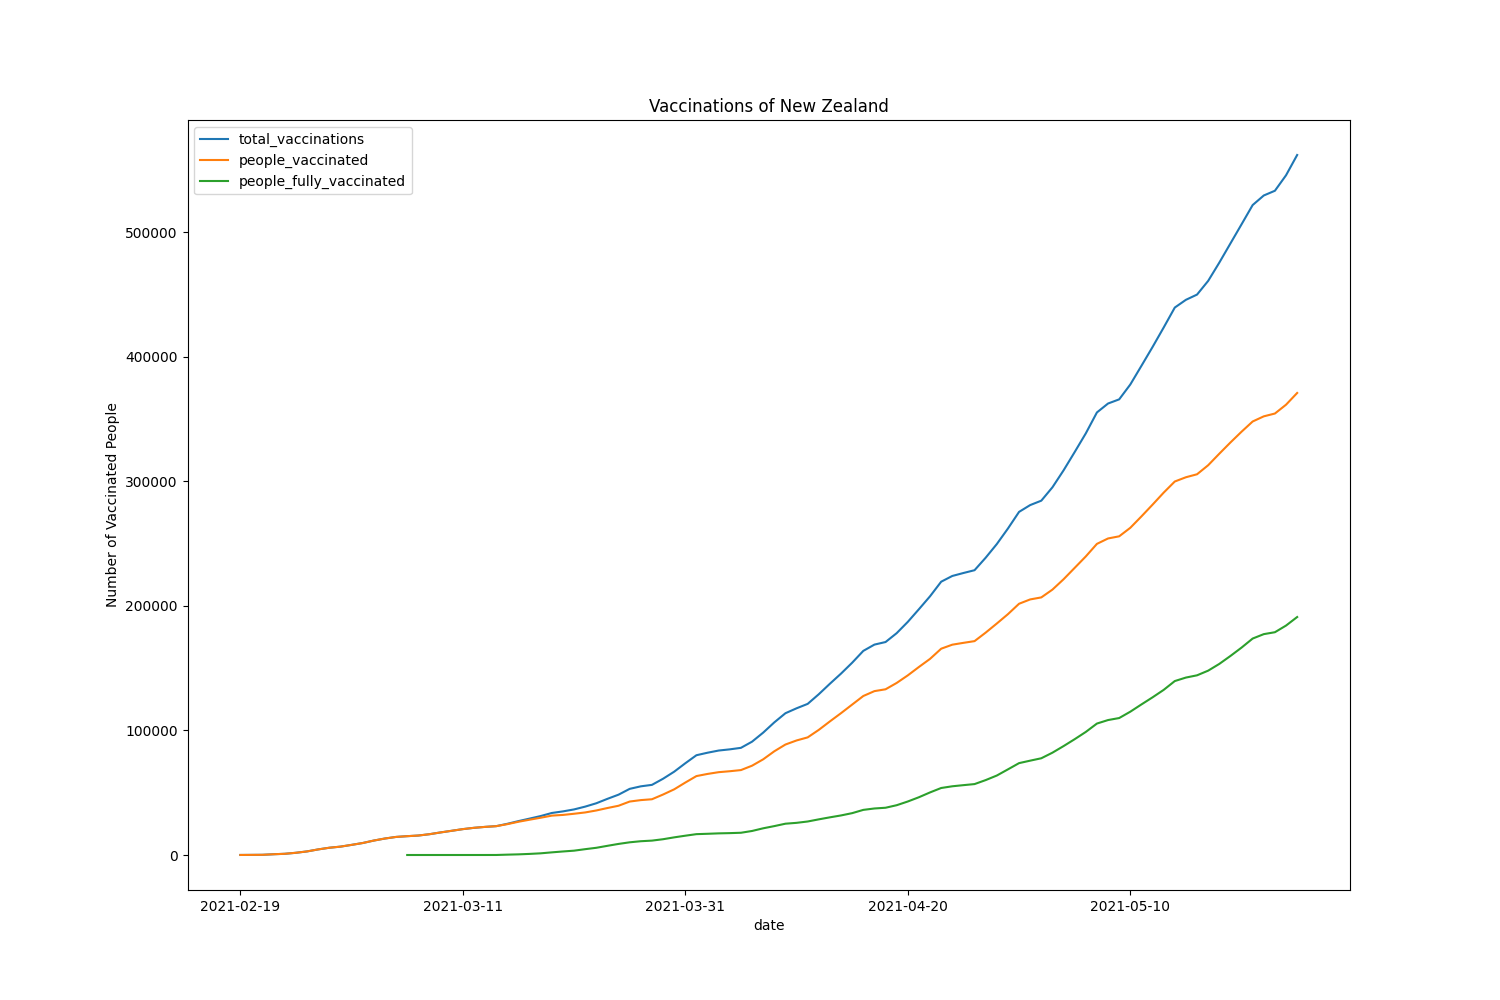 Vaccinations of New Zealand
total_vaccinations
people_vaccinated
people_fully_vaccinated
500000
400000
300000
200000
100000
0
Number of Vaccinated People
2021-02-19 2021-03-11 2021-03-31 2021-04-20 2021-05-10
date